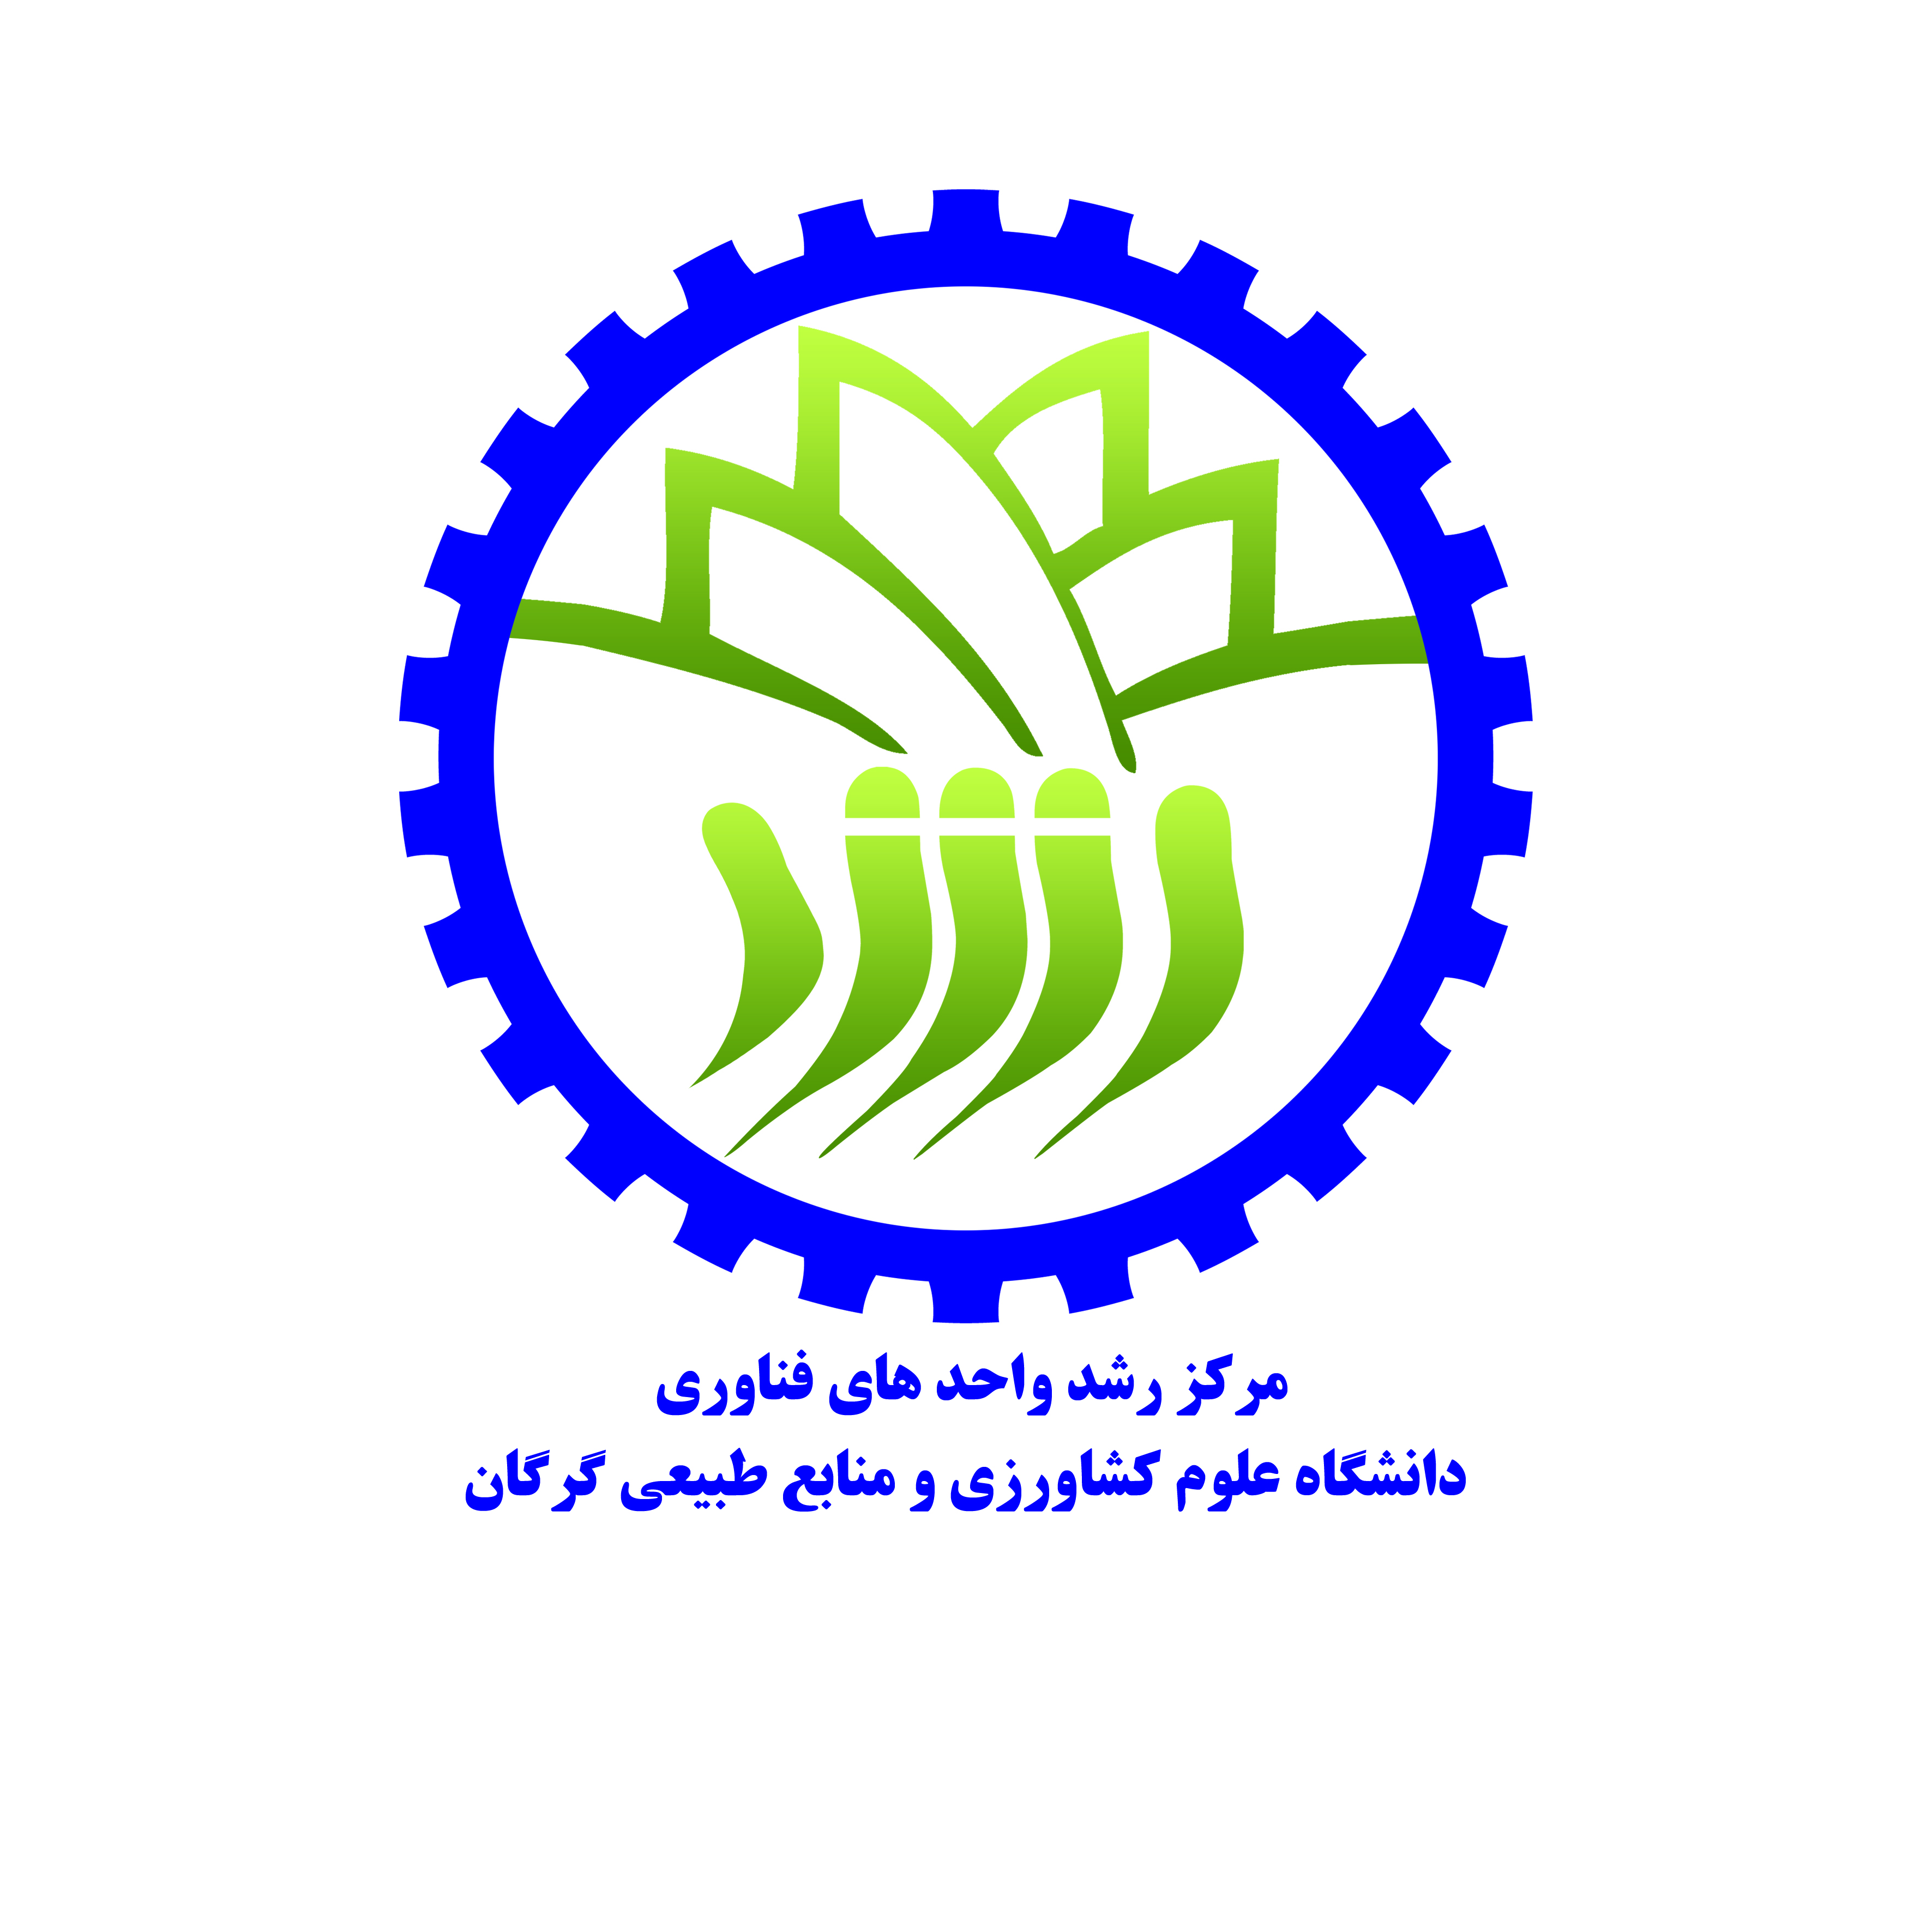 مرکز رشد واحد های فناوری
دانشگاه علوم کشاورزی و منابع طبیعی گرگان